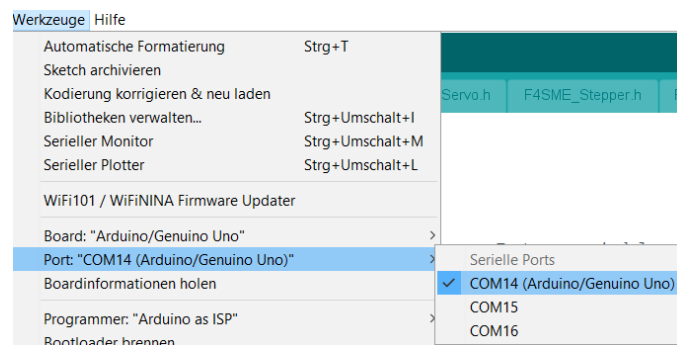 Werkzeuge Hilfe
Automatische Formatierung Strg+T
Sketch archivieren
Kodierung korrigieren & neu laden
Bibliotheken verwalten... Strg+Umschalt+I
Serieller Monitor Strg+Umschalt+M
Serieller Plotter Strg+Umschalt+L
WiFi101 / WiFiNINA Firmware Updater
Board: "Arduino/Genuino Uno"
Port: "COM14 (Arduino/Genuino Uno)"
Boardinformationen holen
Programmer: "Arduino as ISP"
Bootloader brennen
Servo.h F4SME_Stepper.h
Serielle Ports
COM14 (Arduino/Genuino Uno)
COM15
COM16